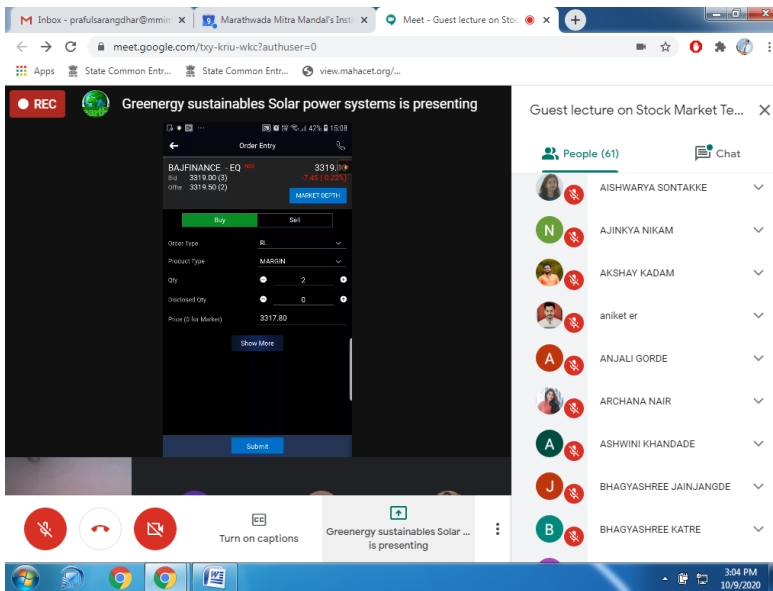 Inbox - prafulsarangdhar@mmim
Marathwada Mitra Mandal's Insti
Meet - Guest lecture on Stoc
meet.google.com/txy-kriu-wkc?authuser=0
Apps State Common Entr... State Common Entr... view.mahacet.org/...
REC Greenergy sustainables Solar power systems is presenting
42% 15:08
Order Entry
BAJFINANCE - EQ NSE 3319.
Bid 3319.00 (3) -7.45 (-0.22%)
Offer 3319.50 (2)
MARKET DEPTH
Buy Sell
Order Type RL
Product Type MARGIN
Qty 2
Disclosed Qty 0
Price (0 for Market) 3317.80
Show More
Submit
Turn on captions
Greenergy sustainables Solar ...
is presenting
Guest lecture on Stock Market Te...
People (61) Chat
AISHWARYA SONTAKKE
N AJINKYA NIKAM
AKSHAY KADAM
aniket er
A ANJALI GORDE
ARCHANA NAIR
A ASHWINI KHANDADE
J BHAGYASHREE JAINJANGDE
B BHAGYASHREE KATRE
3:04 PM
10/9/2020